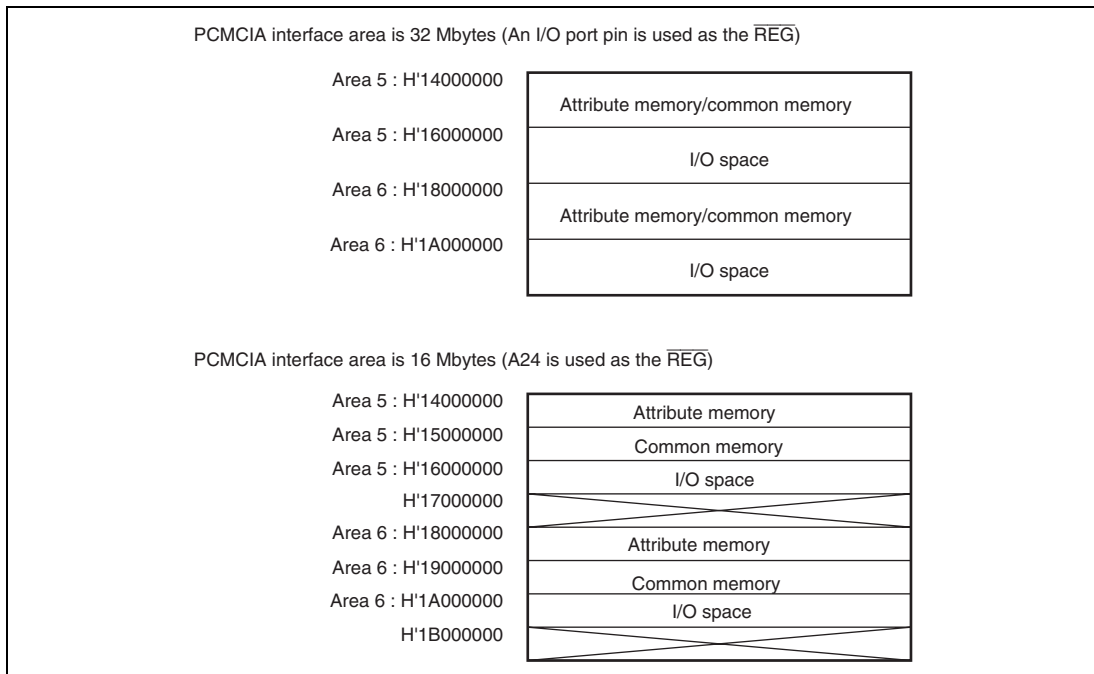 PCMCIA interface area is 32 Mbytes (An I/O port pin is used as the REG)
Area 5 : H'14000000
Attribute memory/common memory
Area 5 : H'16000000
I/O space
Area 6 : H'18000000
Attribute memory/common memory
Area 6 : H'1A000000
I/O space
PCMCIA interface area is 16 Mbytes (A24 is used as the REG)
Area 5 : H'14000000
Attribute memory
Area 5 : H'15000000
Common memory
Area 5 : H'16000000
I/O space
H'17000000
Area 6 : H'18000000
Attribute memory
Area 6 : H'19000000
Common memory
Area 6 : H'1A000000
I/O space
H'1B000000